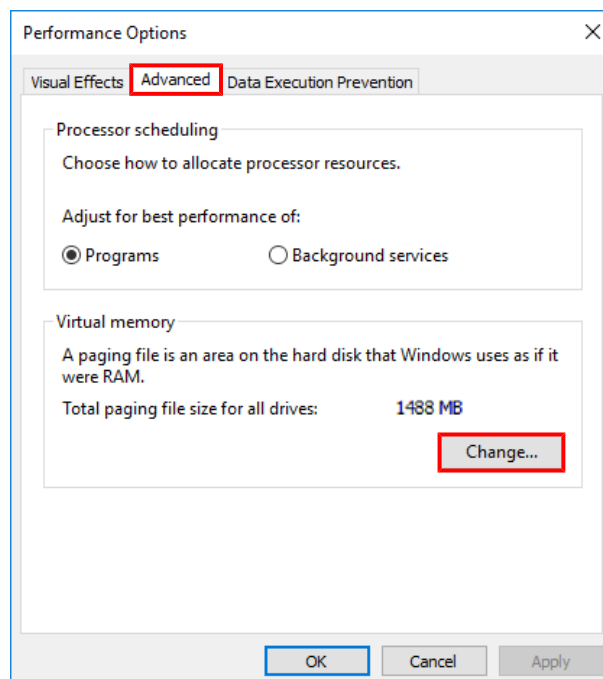 Performance Options
Visual Effects Advanced Data Execution Prevention
Processor scheduling
Choose how to allocate processor resources.
Adjust for best performance of:
Programs Background services
Virtual memory
A paging file is an area on the hard disk that Windows uses as if it
were RAM.
Total paging file size for all drives: 1488 MB
Change...
OK Cancel Apply